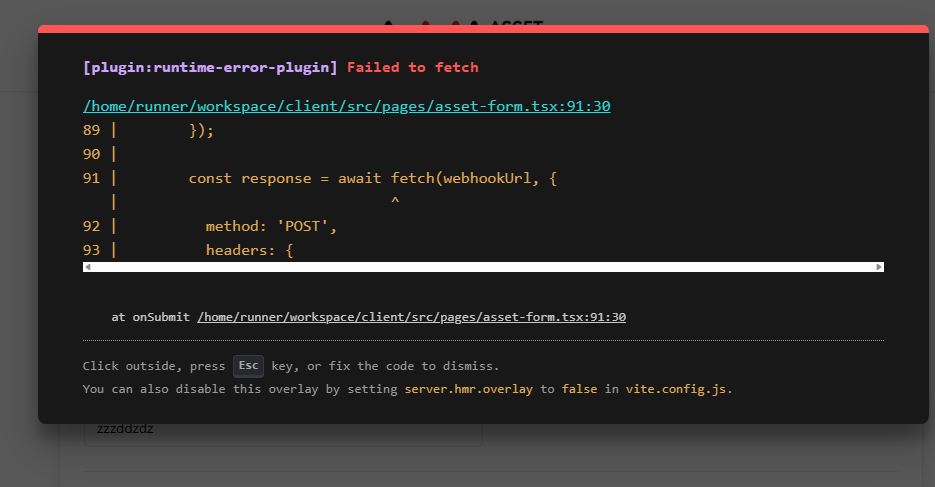 ASSET
[plugin:runtime-error-plugin] Failed to fetch
/home/runner/workspace/client/src/pages/asset-form.tsx:91:30
89 | });
90 |
91 | const response = await fetch(webhookUrl, {
| ^
92 | method: 'POST',
93 | headers: {
at onSubmit /home/runner/workspace/client/src/pages/asset-form.tsx:91:30
Click outside, press Esc key, or fix the code to dismiss.
You can also disable this overlay by setting server.hmr.overlay to false in vite.config.js.
zzzddzdz